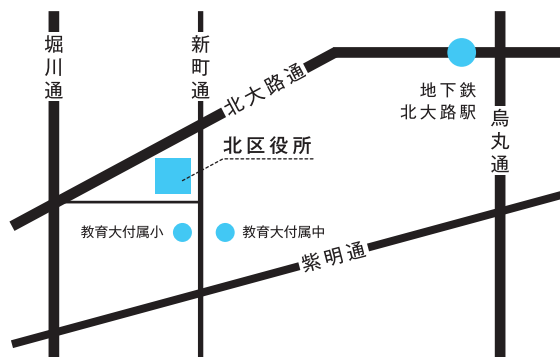 堀川通
新町通
北大路通
地下鉄
北大路駅
烏丸通
北区役所
教育大付属小
教育大付属中
紫明通